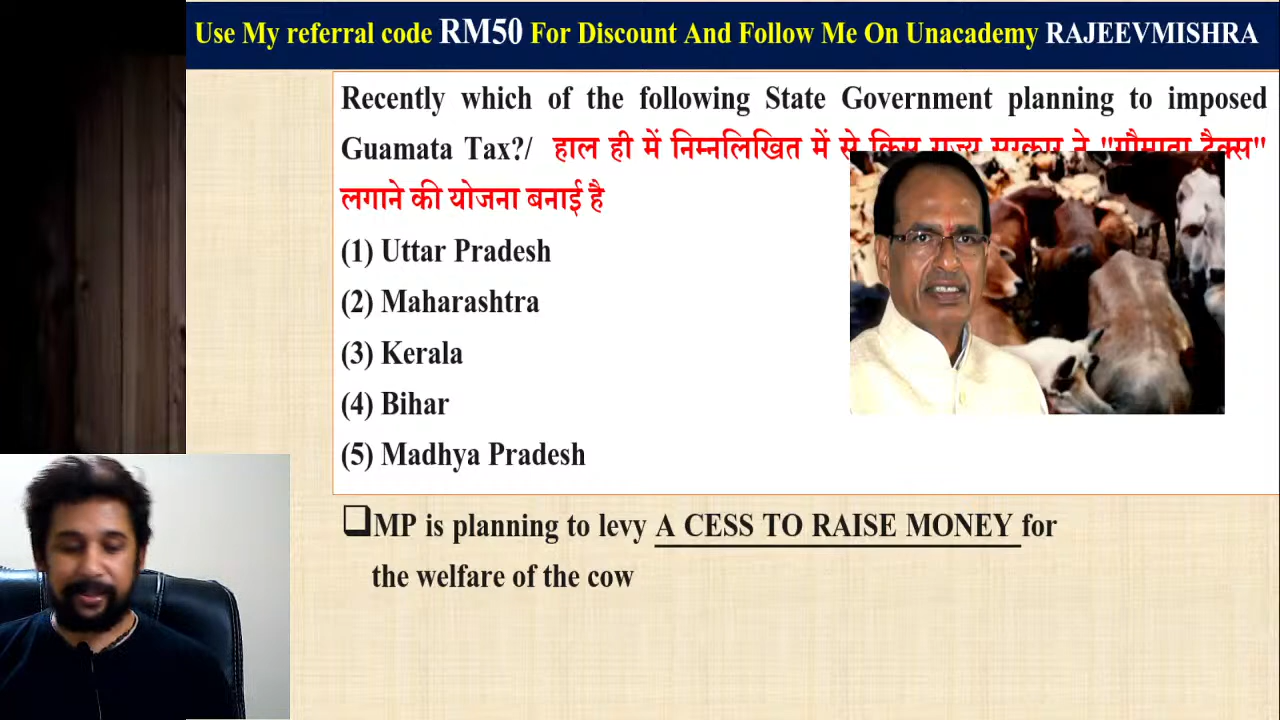 Use My referral code RM50 For Discount And Follow Me On Unacademy RAJEEVMISHRA
Recently which of the following State Government planning to imposed
Guamata Tax?/ हाल ही में निम्नलिखित में से किस राज्य सरकार ने "गौमाता टैक्स"
लगाने की योजना बनाई है
(1) Uttar Pradesh
(2) Maharashtra
(3) Kerala
(4) Bihar
(5) Madhya Pradesh
MP is planning to levy A CESS TO RAISE MONEY for
the welfare of the cow